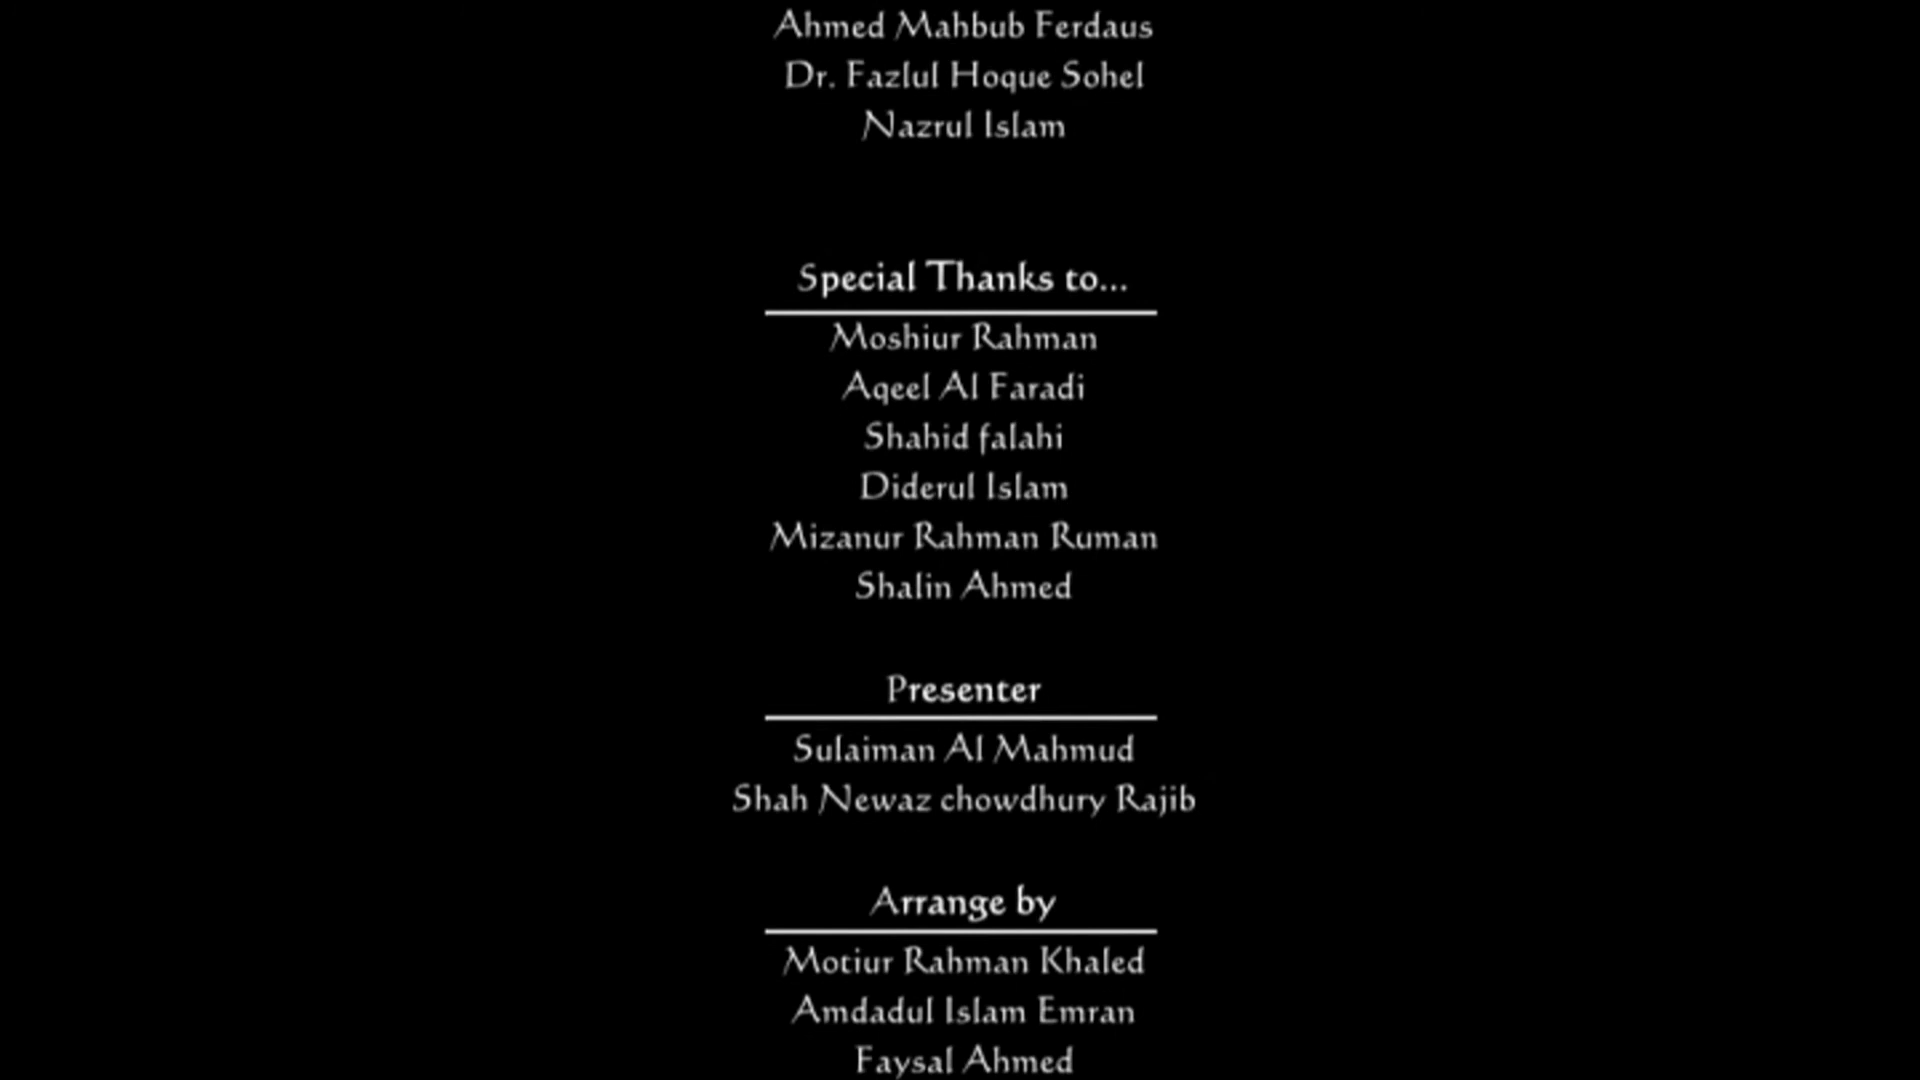 Ahmed Mahbub Ferdaus
Dr. Fazlul Hoque Sohel
Nazrul Islam
Special Thanks to...
Moshiur Rahman
Aqeel Al Faradi
Shahid falahi
Diderul Islam
Mizanur Rahman Ruman
Shalin Ahmed
Presenter
Sulaiman Al Mahmud
Shah Newaz chowdhury Rajib
Arrange by
Motiur Rahman Khaled
Amdadul Islam Emran
Faysal Ahmed